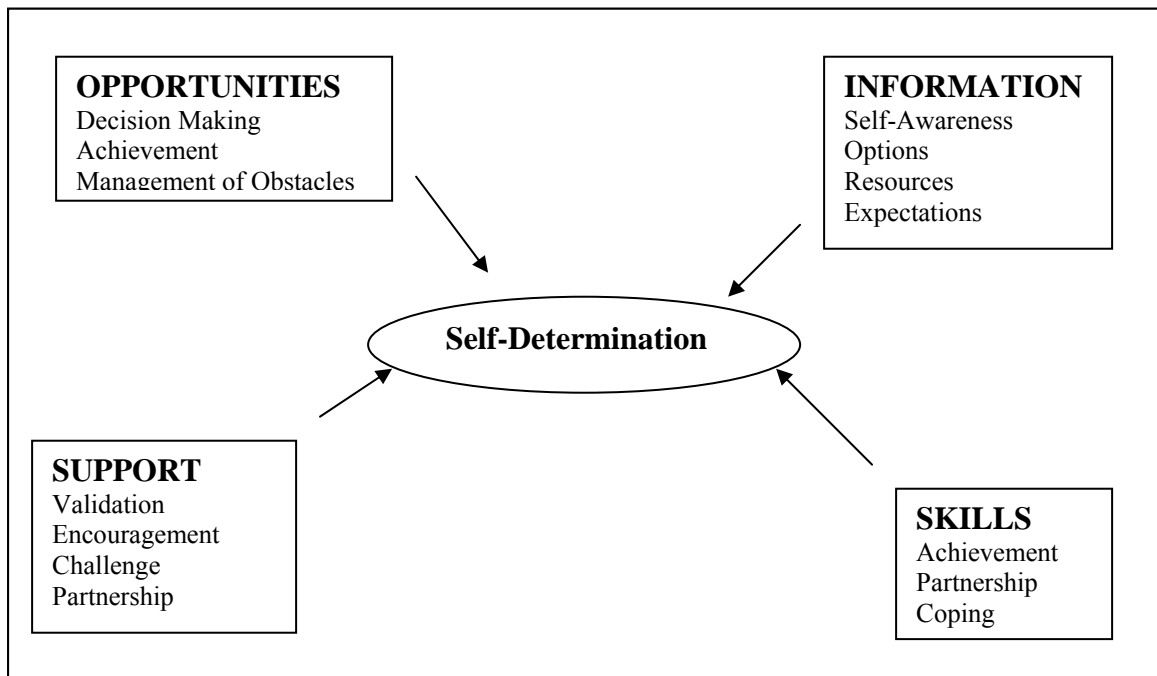 OPPORTUNITIES
Decision Making
Achievement
Management of Obstacles
INFORMATION
Self-Awareness
Options
Resources
Expectations
Self-Determination
SUPPORT
Validation
Encouragement
Challenge
Partnership
SKILLS
Achievement
Partnership
Coping